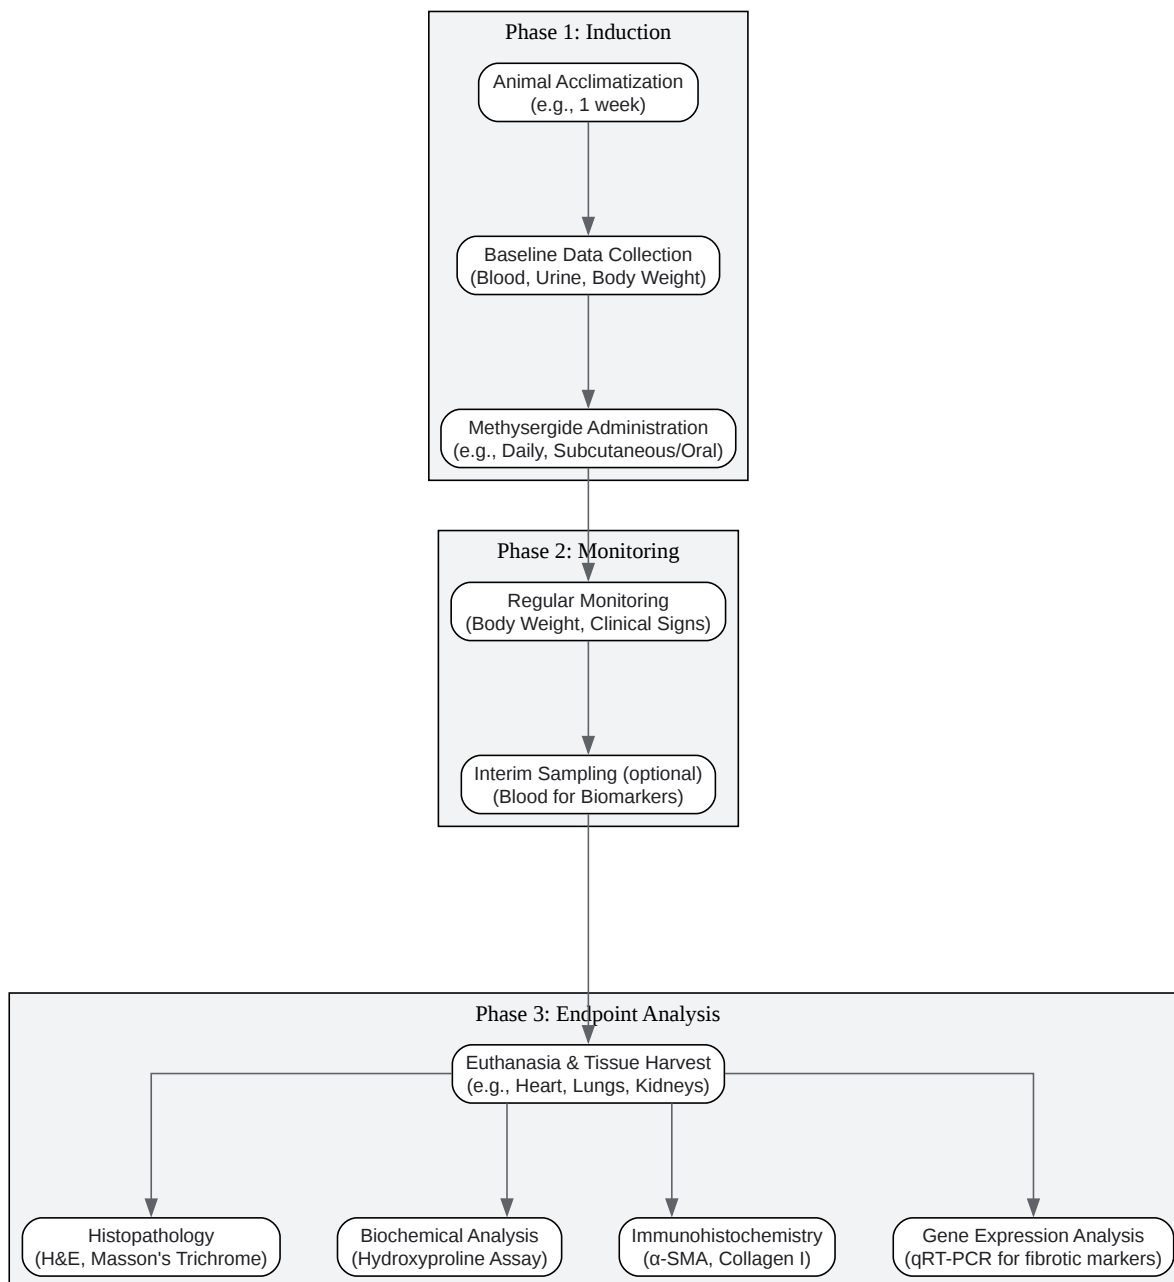 Phase 1: Induction
Animal Acclimatization
(e.g., 1 week)
Baseline Data Collection
(Blood, Urine, Body Weight)
Methysergide Administration
(e.g., Daily, Subcutaneous/Oral)
Phase 2: Monitoring
Regular Monitoring
(Body Weight, Clinical Signs)
Interim Sampling (optional)
(Blood for Biomarkers)
Phase 3: Endpoint Analysis
Euthanasia & Tissue Harvest
(e.g., Heart, Lungs, Kidneys)
Histopathology
(H&E, Masson's Trichrome)
Biochemical Analysis
(Hydroxyproline Assay)
Immunohistochemistry
(α-SMA, Collagen I)
Gene Expression Analysis
(qRT-PCR for fibrotic markers)